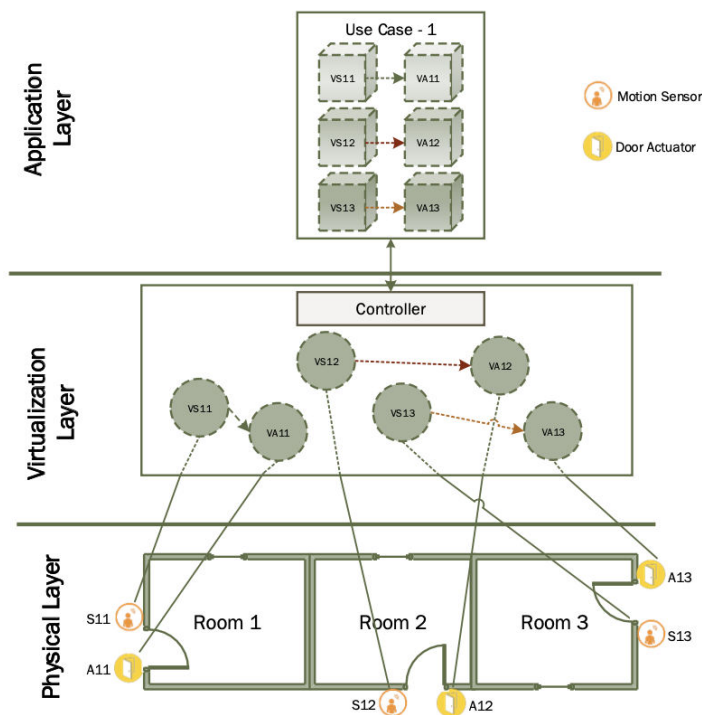 Use Case - 1
VS11
VA11
VS12
VA12
VS13
VA13
Application
Layer
Motion Sensor
Door Actuator
Controller
VS12
VA12
VS11
VA11
VS13
VA13
Virtualization
Layer
Physical Layer
Room 1
Room 2
Room 3
S11
A11
S12
A12
A13
S13